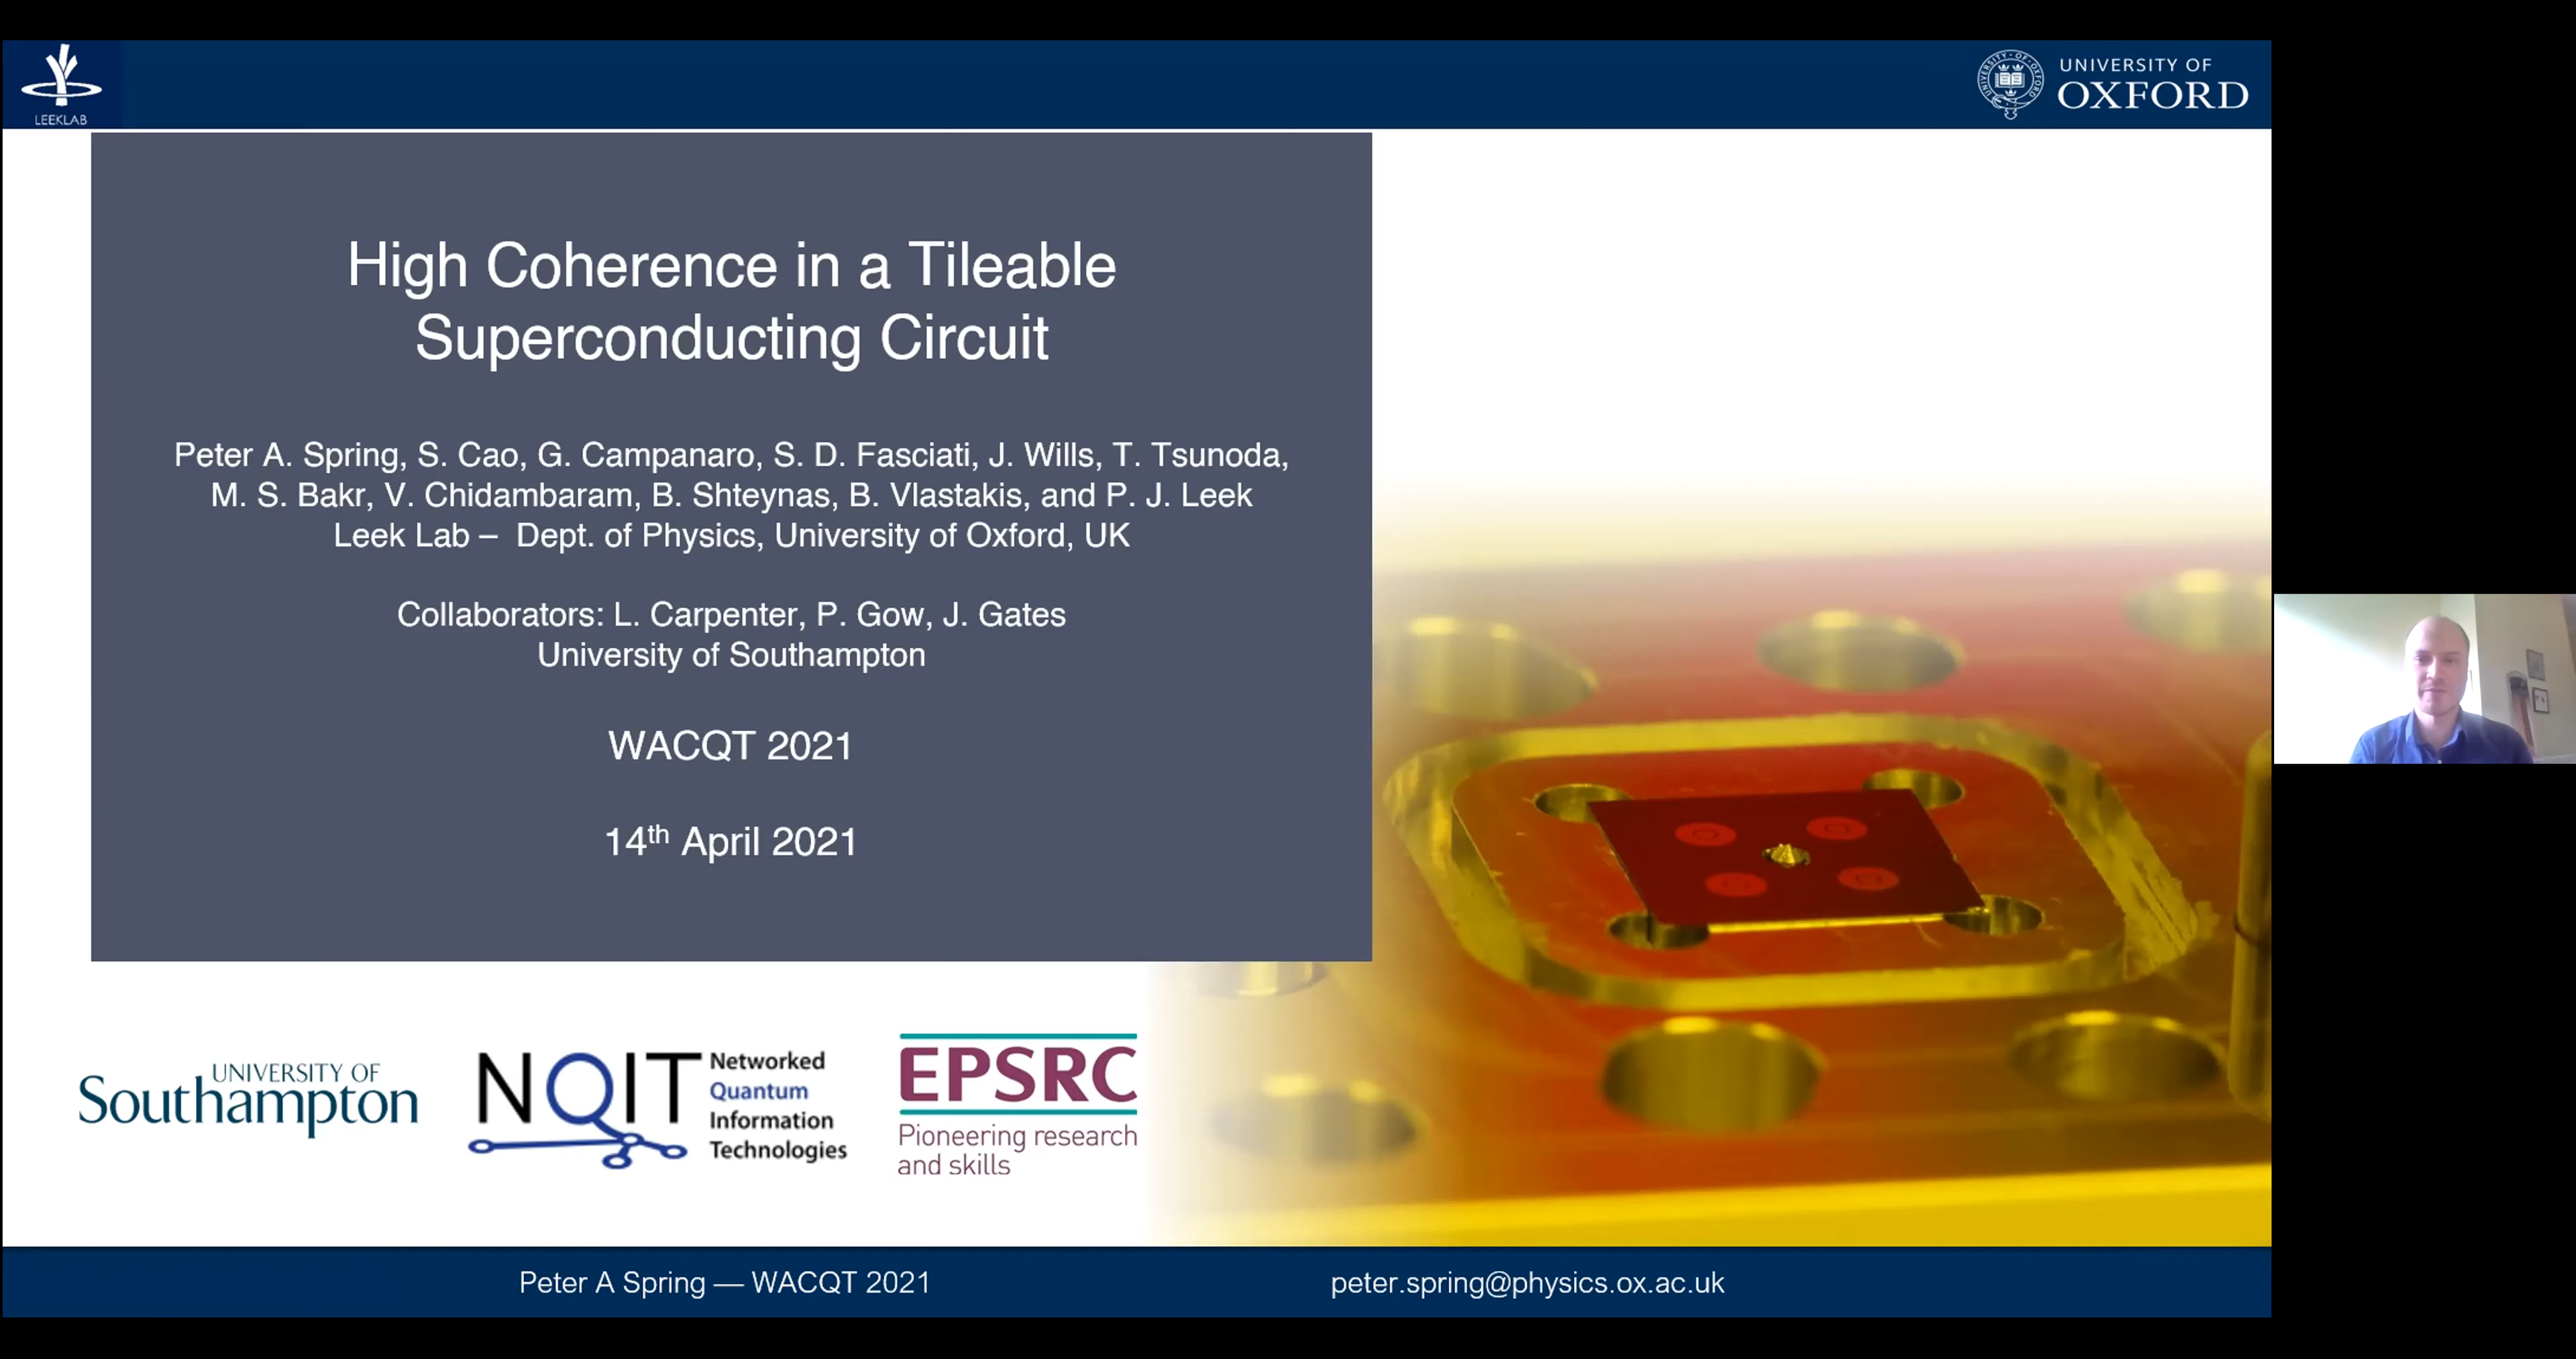 LEEKLAB
UNIVERSITY OF
OXFORD
High Coherence in a Tileable
Superconducting Circuit
Peter A. Spring, S. Cao, G. Campanaro, S. D. Fasciati, J. Wills, T. Tsunoda,
M. S. Bakr, V. Chidambaram, B. Shteynas, B. Vlastakis, and P. J. Leek
Leek Lab – Dept. of Physics, University of Oxford, UK
Collaborators: L. Carpenter, P. Gow, J. Gates
University of Southampton
WACQT 2021
14th April 2021
UNIVERSITY OF
Southampton
NQIT
Networked
Quantum
Information
Technologies
EPSRC
Pioneering research
and skills
Peter A Spring — WACQT 2021
peter.spring@physics.ox.ac.uk